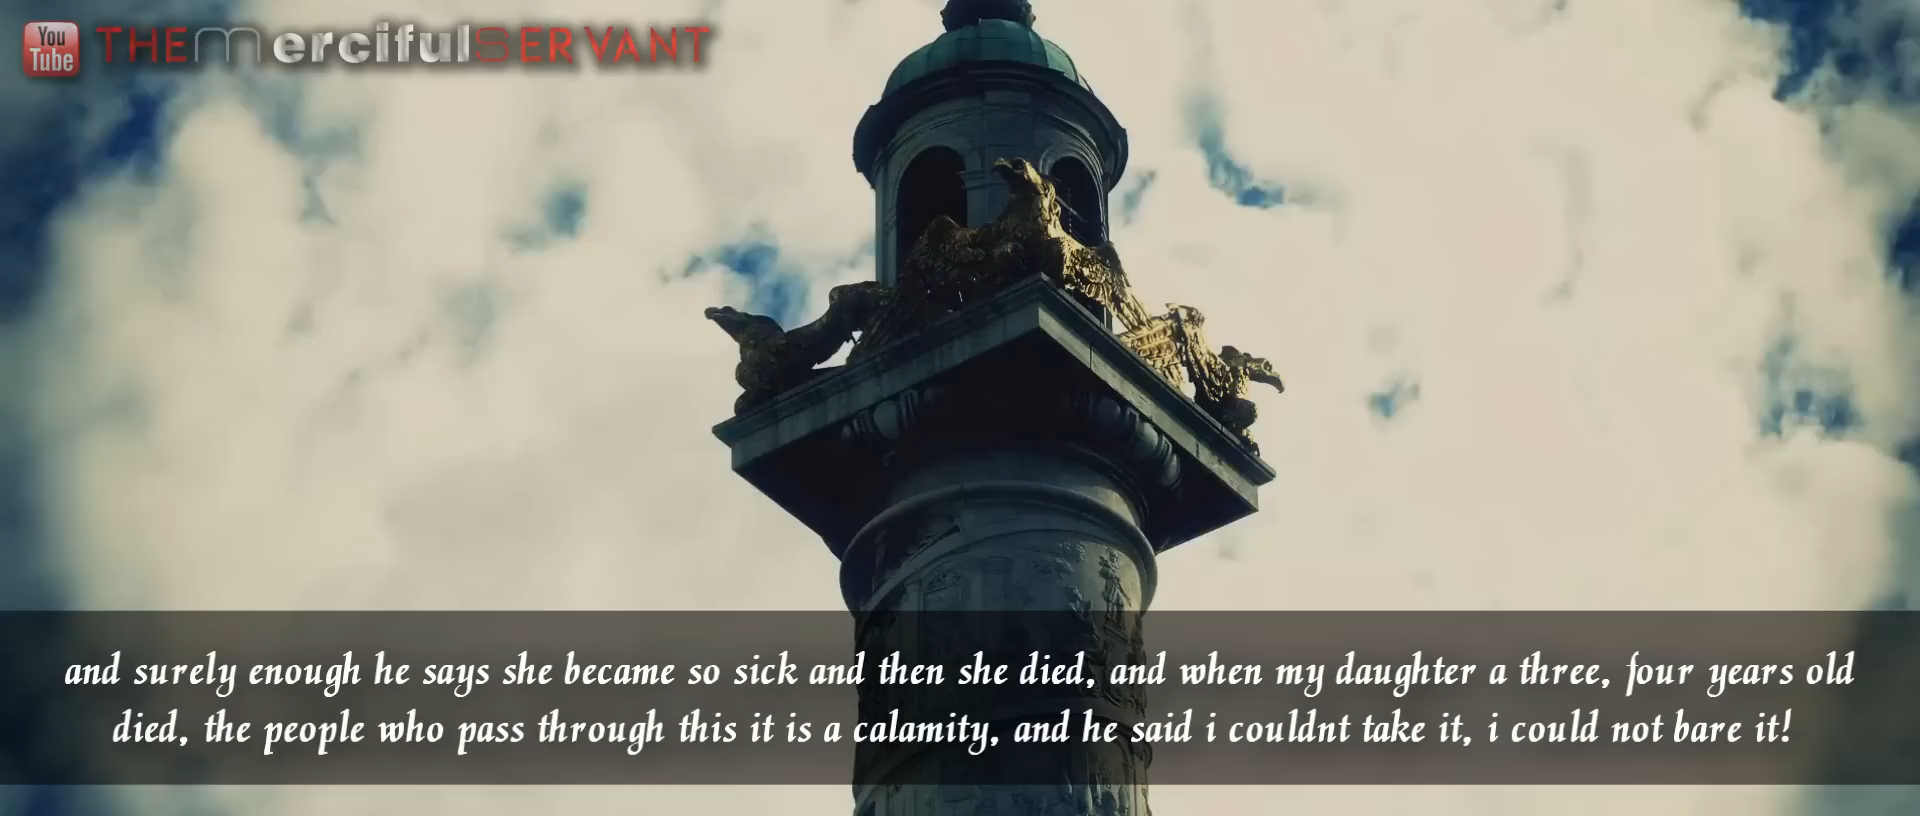 You Tube THEmercifulSERVANT
and surely enough he says she became so sick and then she died, and when my daughter a three, four years old
died, the people who pass through this it is a calamity, and he said i couldnt take it, i could not bare it!